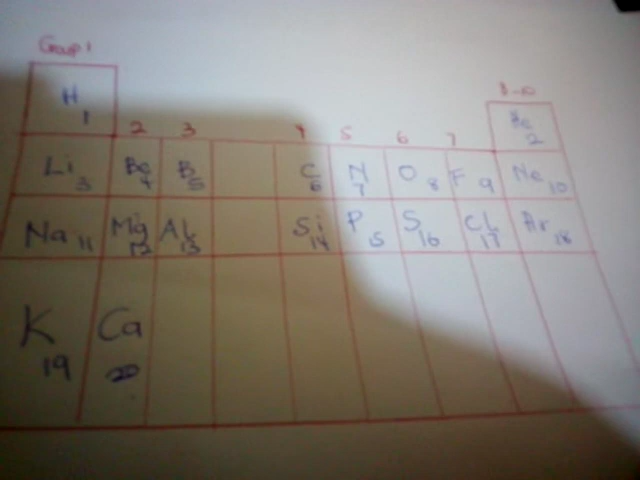 Group 1
8-0
H 1
He 2
2 3 4 5 6 7
Li 3 Be 4 B 5 C 6 N 7 O 8 F 9 Ne 10
Na 11 Mg 12 Al 13 Si 14 P 15 S 16 Cl 17 Ar 18
K 19 Ca 20